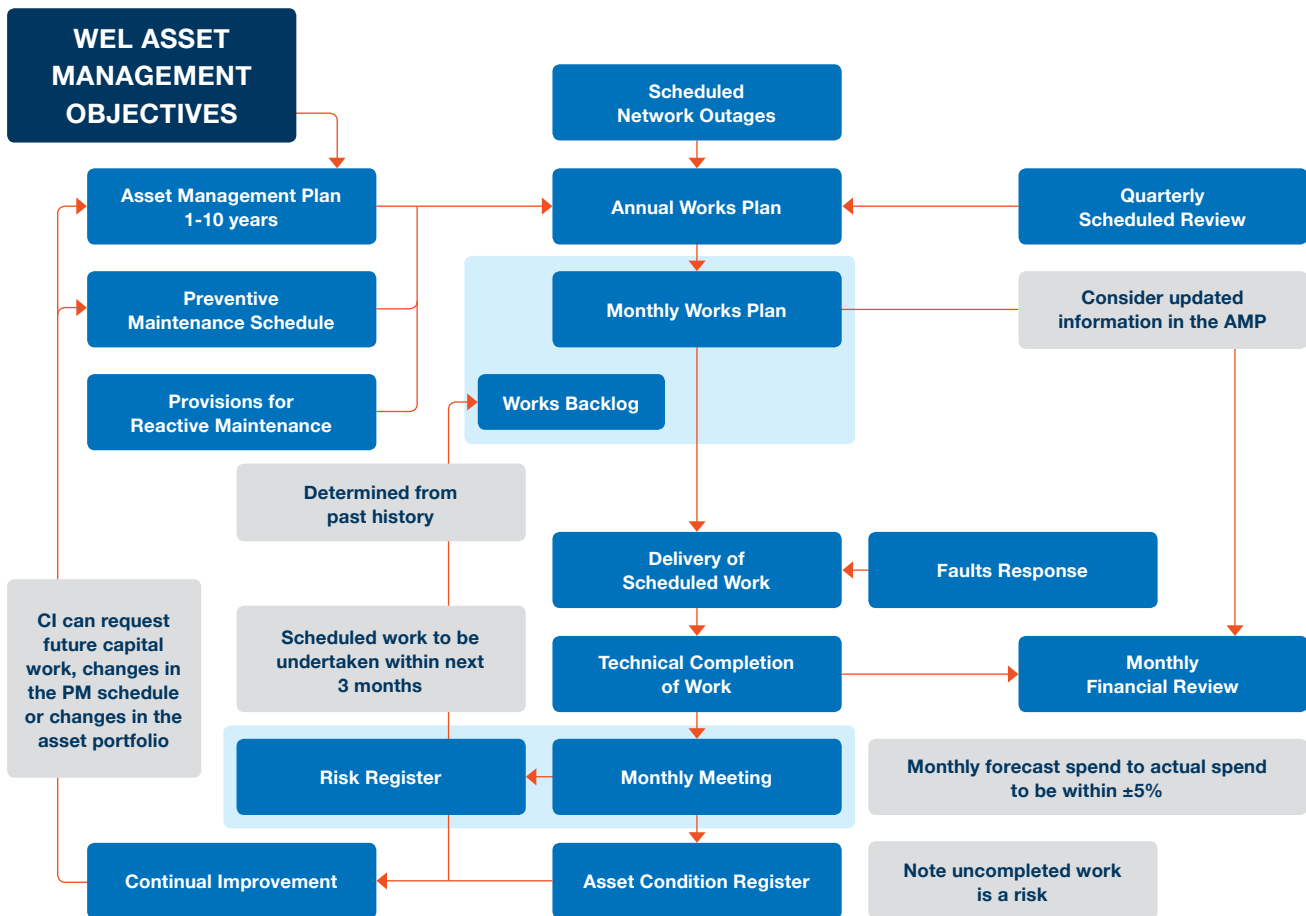 WEL ASSET
MANAGEMENT
OBJECTIVES
Scheduled
Network Outages
Asset Management Plan
1-10 years
Annual Works Plan
Quarterly
Scheduled Review
Preventive
Maintenance Schedule
Monthly Works Plan
Consider updated
information in the AMP
Provisions for
Reactive Maintenance
Works Backlog
Determined from
past history
Delivery of
Scheduled Work
Faults Response
CI can request
future capital
work, changes in
the PM schedule
or changes in the
asset portfolio
Scheduled work to be
undertaken within next
3 months
Technical Completion
of Work
Monthly
Financial Review
Risk Register
Monthly Meeting
Monthly forecast spend to actual spend
to be within ±5%
Continual Improvement
Asset Condition Register
Note uncompleted work
is a risk